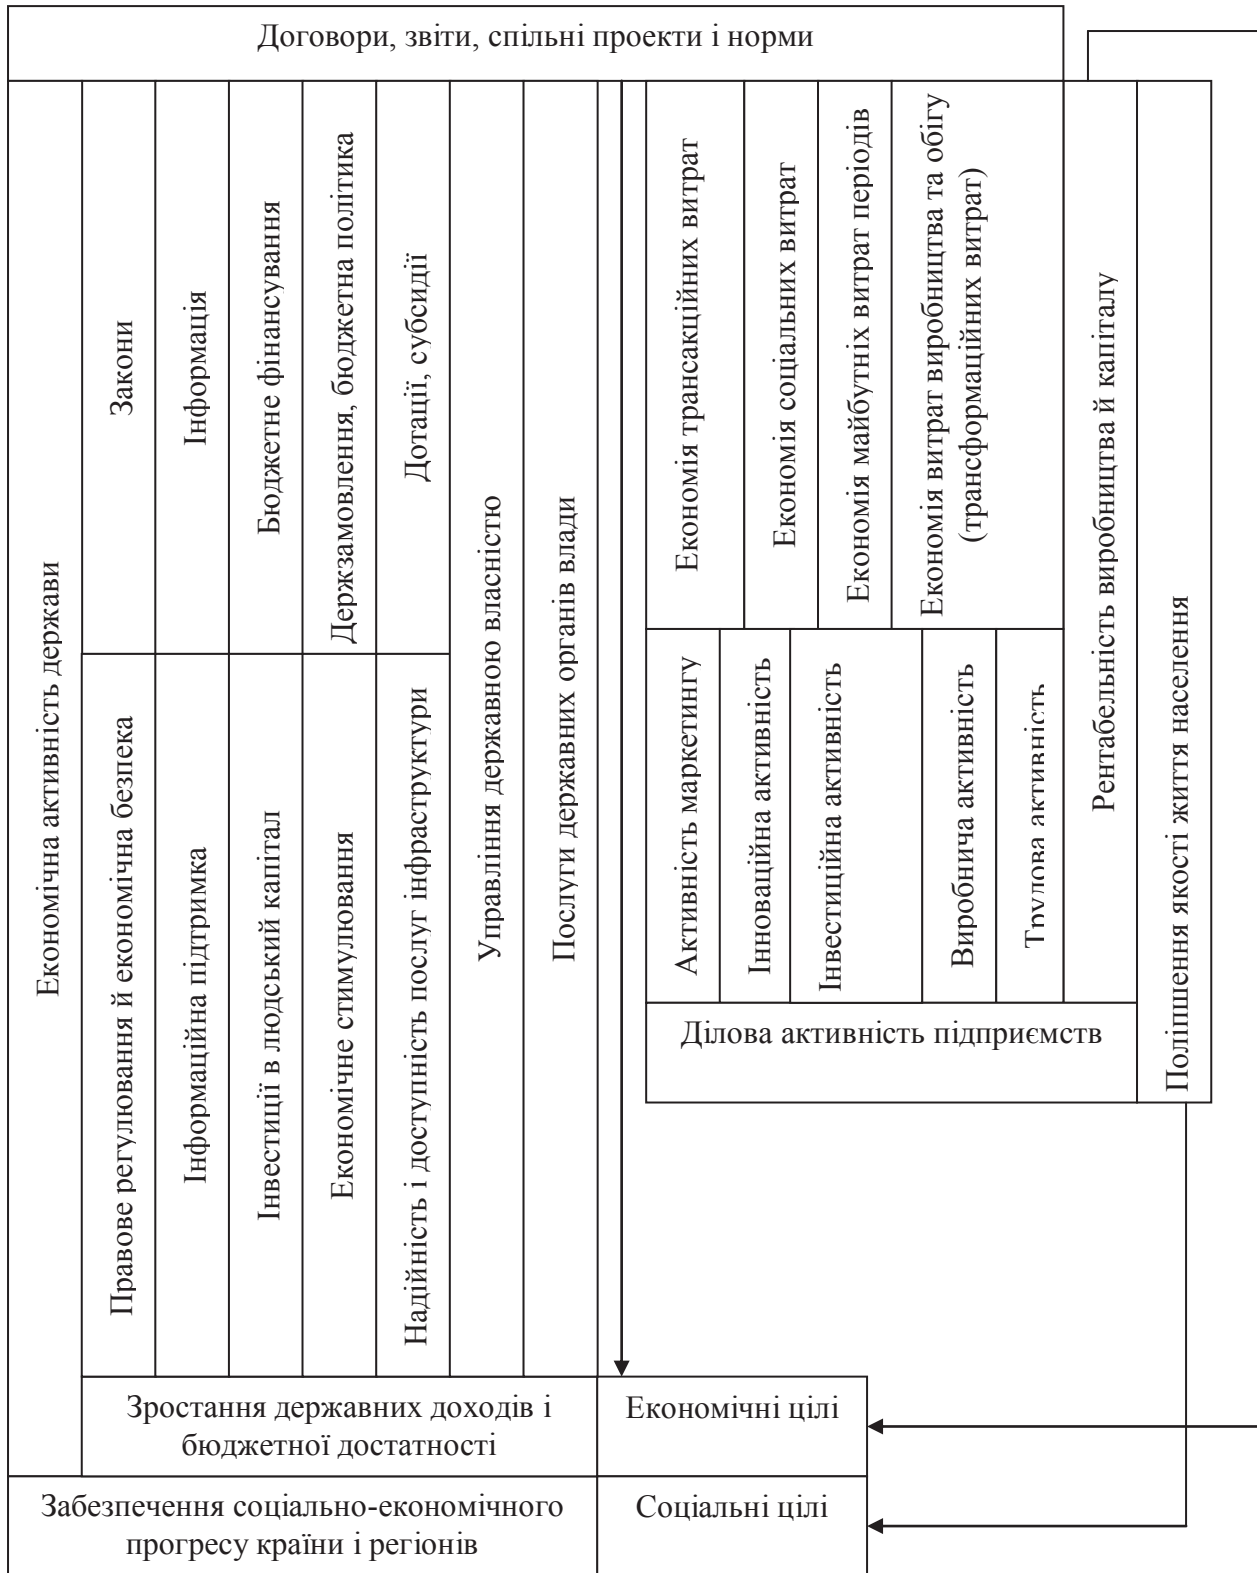 Договори, звіти, спільні проекти і норми
Економічна активність держави
Закони
Інформація
Бюджетне фінансування
Держзамовлення, бюджетна політика
Дотації, субсидії
Правове регулювання й економічна безпека
Інформаційна підтримка
Інвестиції в людський капітал
Економічне стимулювання
Надійність і доступність послуг інфраструктури
Управління державною власністю
Послуги державних органів влади
Економія трансакційних витрат
Економія соціальних витрат
Економія майбутніх витрат періодів
Економія витрат виробництва та обігу
(трансформаційних витрат)
Активність маркетингу
Інноваційна активність
Інвестиційна активність
Виробнича активність
Трудова активність
Рентабельність виробництва й капіталу
Поліпшення якості життя населення
Ділова активність підприємств
Зростання державних доходів і
бюджетної достатності
Економічні цілі
Забезпечення соціально-економічного
прогресу країни і регіонів
Соціальні цілі